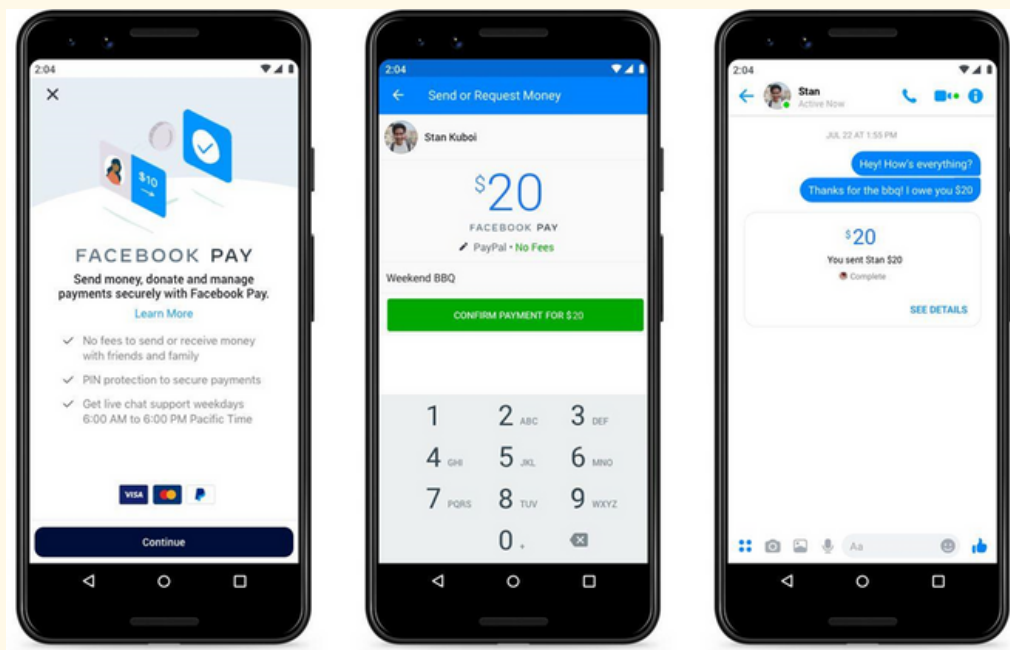 2:04
$10
FACEBOOK PAY
Send money, donate and manage
payments securely with Facebook Pay.
Learn More
No fees to send or receive money
with friends and family
PIN protection to secure payments
Get live chat support weekdays
6:00 AM to 6:00 PM Pacific Time
VISA
Continue
2:04
Send or Request Money
Stan Kuboi
$20
FACEBOOK PAY
PayPal • No Fees
Weekend BBQ
CONFIRM PAYMENT FOR $20
1 2 ABC 3 DEF
4 GHI 5 JKL 6 MNO
7 PQRS 8 TUV 9 WXYZ
0 .
2:04
Stan
Active Now
JUL 22 AT 1:55 PM
Hey! How's everything?
Thanks for the bbq! I owe you $20
$20
You sent Stan $20
Complete
SEE DETAILS
Aa